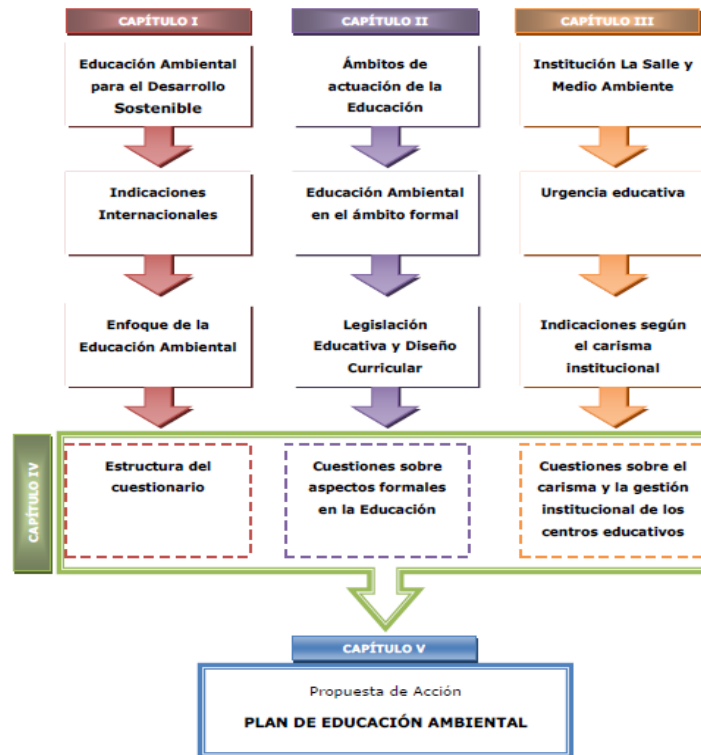 CAPÍTULO I
Educación Ambiental
para el Desarrollo
Sostenible
Indicaciones
Internacionales
Enfoque de la
Educación Ambiental
CAPÍTULO II
Ámbitos de
actuación de la
Educación
Educación Ambiental
en el ámbito formal
Legislación
Educativa y Diseño
Curricular
CAPÍTULO III
Institución La Salle y
Medio Ambiente
Urgencia educativa
Indicaciones según
el carisma
institucional
CAPÍTULO IV
Estructura del
cuestionario
Cuestiones sobre
aspectos formales
en la Educación
Cuestiones sobre el
carisma y la gestión
institucional de los
centros educativos
CAPÍTULO V
Propuesta de Acción
PLAN DE EDUCACIÓN AMBIENTAL